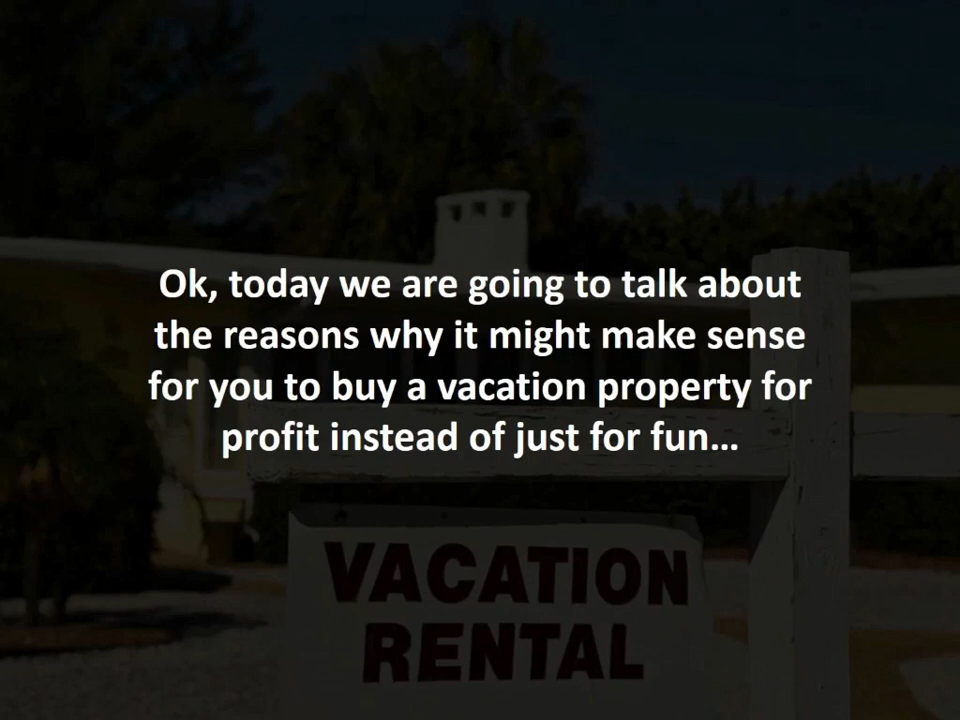 Ok, today we are going to talk about
the reasons why it might make sense
for you to buy a vacation property for
profit instead of just for fun...
VACATION
RENTAL